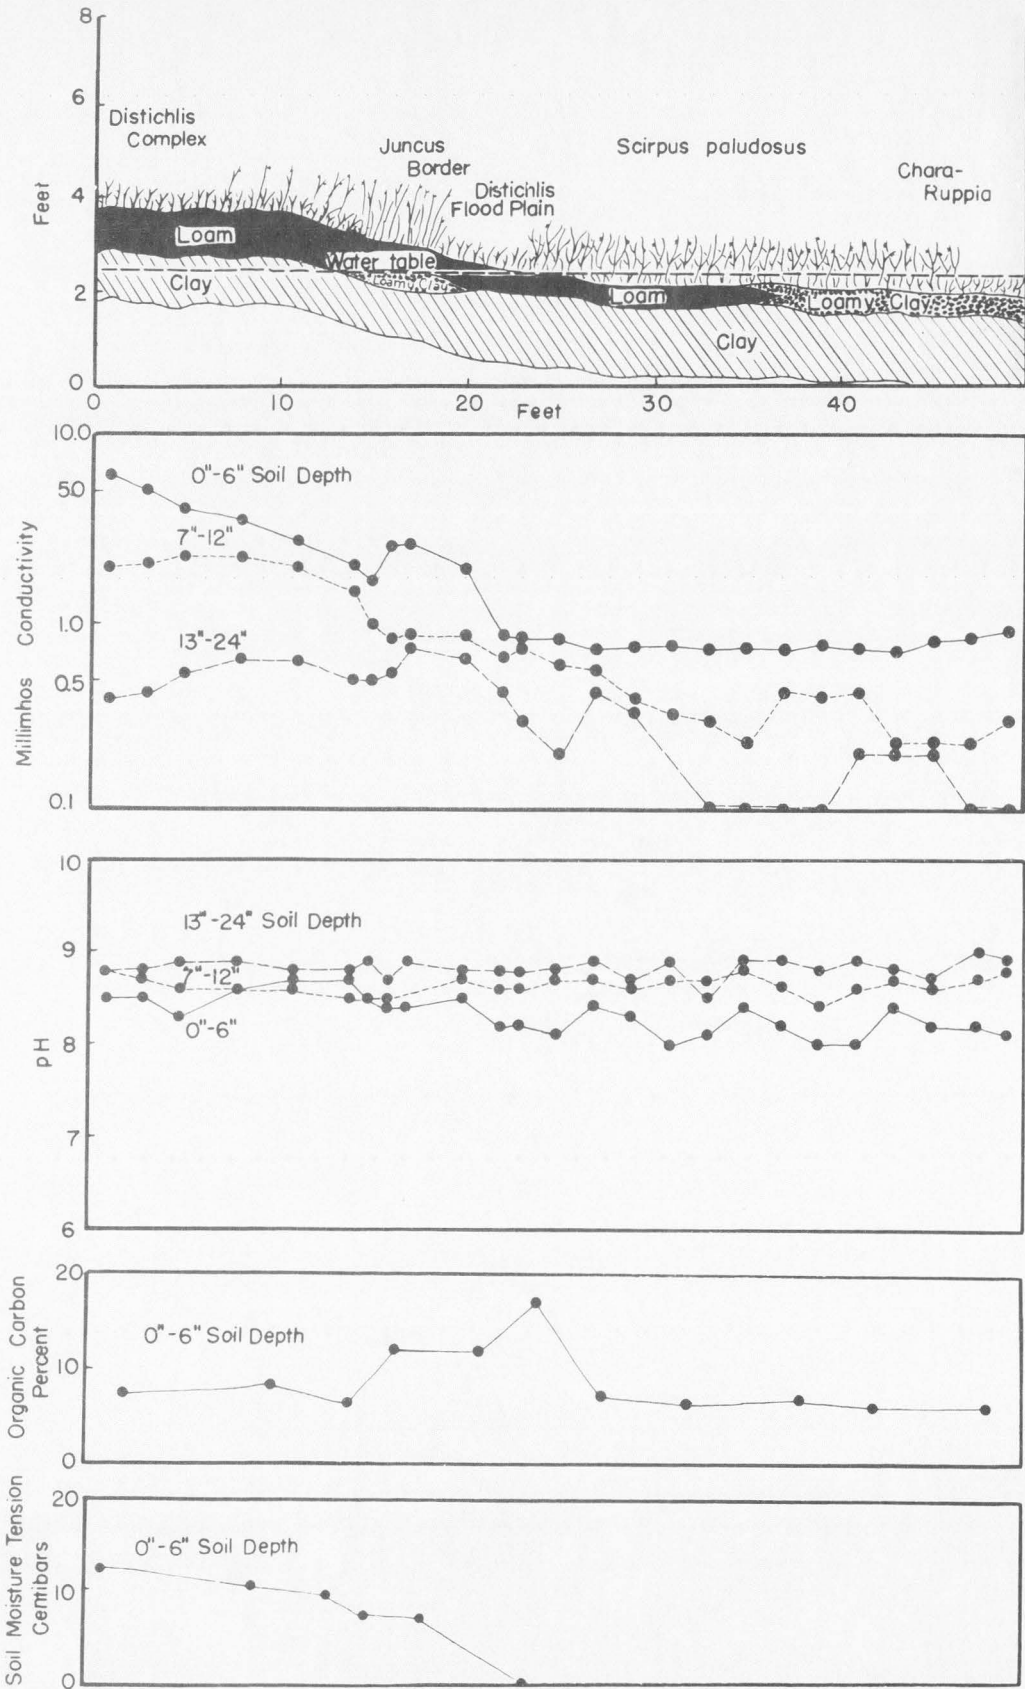 8
6
4
2
0
Feet
Distichlis
Complex
Juncus
Border
Distichlis
Flood Plain
Scirpus paludosus
Chara-
Ruppia
Loam
Water table
Clay
Loamy Clay
Loam
Loamy Clay
Clay
0
10
20
30
40
Feet
10.0
5.0
1.0
0.5
0.1
Millimhos Conductivity
0"-6" Soil Depth
7"-12"
13"-24"
10
9
8
7
6
pH
13"-24" Soil Depth
7"-12"
0"-6"
20
10
0
Organic Carbon
Percent
0"-6" Soil Depth
20
10
0
Soil Moisture Tension
Centibars
0"-6" Soil Depth